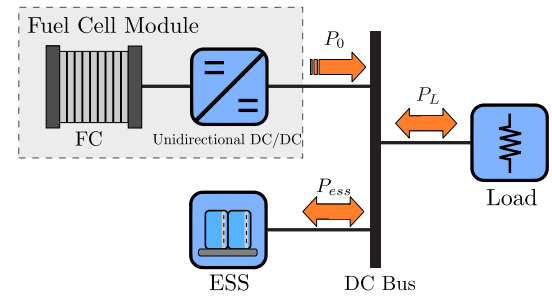 Fuel Cell Module
FC
Unidirectional DC/DC
P_0
P_L
Load
P_ess
ESS
DC Bus